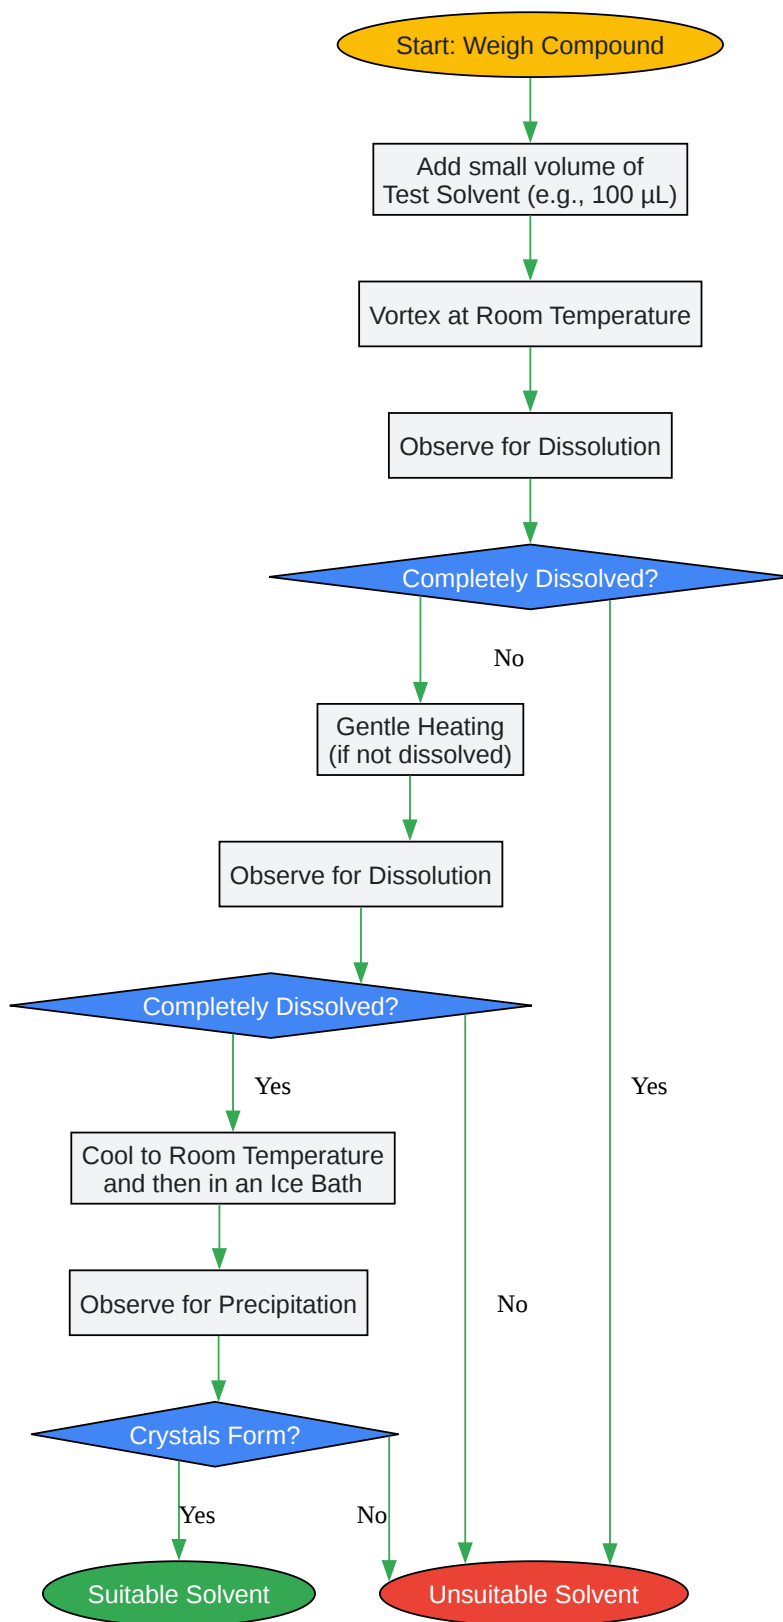 Start: Weigh Compound
Add small volume of
Test Solvent (e.g., 100 µL)
Vortex at Room Temperature
Observe for Dissolution
Completely Dissolved?
No
Gentle Heating
(if not dissolved)
Observe for Dissolution
Completely Dissolved?
Yes
Yes
Cool to Room Temperature
and then in an Ice Bath
Observe for Precipitation
No
Crystals Form?
Yes
No
Suitable Solvent
Unsuitable Solvent